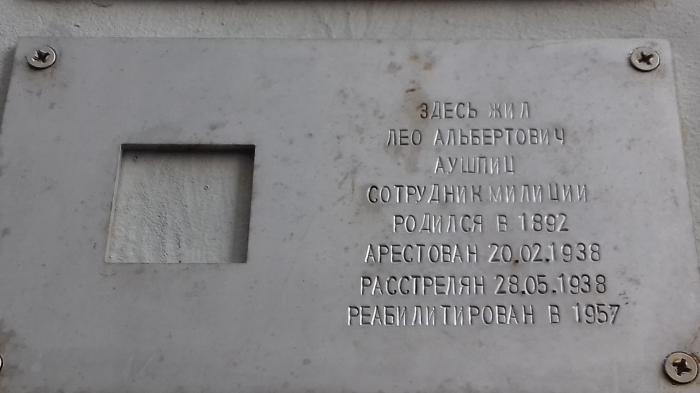 ЗДЕСЬ ЖИЛ
ЛЕО АЛЬБЕРТОВИЧ
АУШПИЦ
СОТРУДНИК МИЛИЦИИ
РОДИЛСЯ В 1892
АРЕСТОВАН 20.02.1938
РАССТРЕЛЯН 28.05.1938
РЕАБИЛИТИРОВАН В 1957